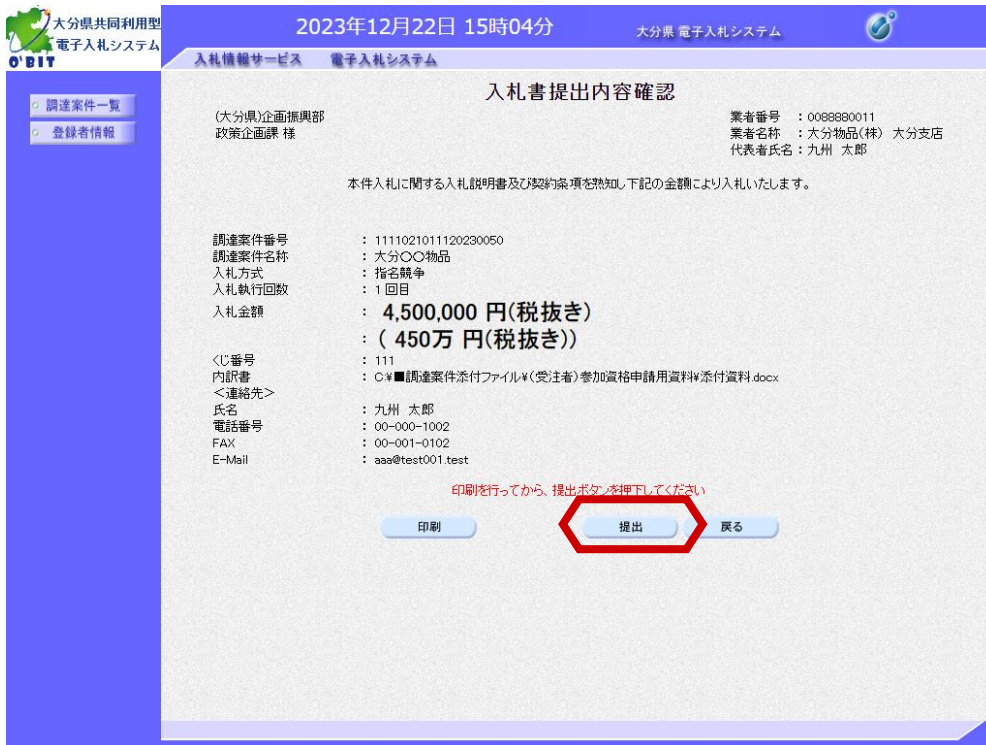 大分県共同利用型
電子入札システム
O'BIT
2023年12月22日 15時04分
大分県 電子入札システム
入札情報サービス 電子入札システム
調達案件一覧
登録者情報
入札書提出内容確認
(大分県)企画振興部
政策企画課 様
業者番号 : 0088880011
業者名称 : 大分物品(株) 大分支店
代表者氏名 : 九州 太郎
本件入札に関する入札説明書及び契約条項を熟知し下記の金額により入札いたします。
調達案件番号 : 1111021011120230050
調達案件名称 : 大分〇〇物品
入札方式 : 指名競争
入札執行回数 : 1回目
入札金額 : 4,500,000 円(税抜き)
: ( 450万 円(税抜き))
くじ番号 : 111
内訳書 : C:¥■調達案件添付ファイル¥(受注者)参加資格申請用資料¥添付資料.docx
<連絡先>
氏名 : 九州 太郎
電話番号 : 00-000-1002
FAX : 00-001-0102
E-Mail : aaa@test001.test
印刷を行ってから、提出ボタンを押下してください
印刷 提出 戻る